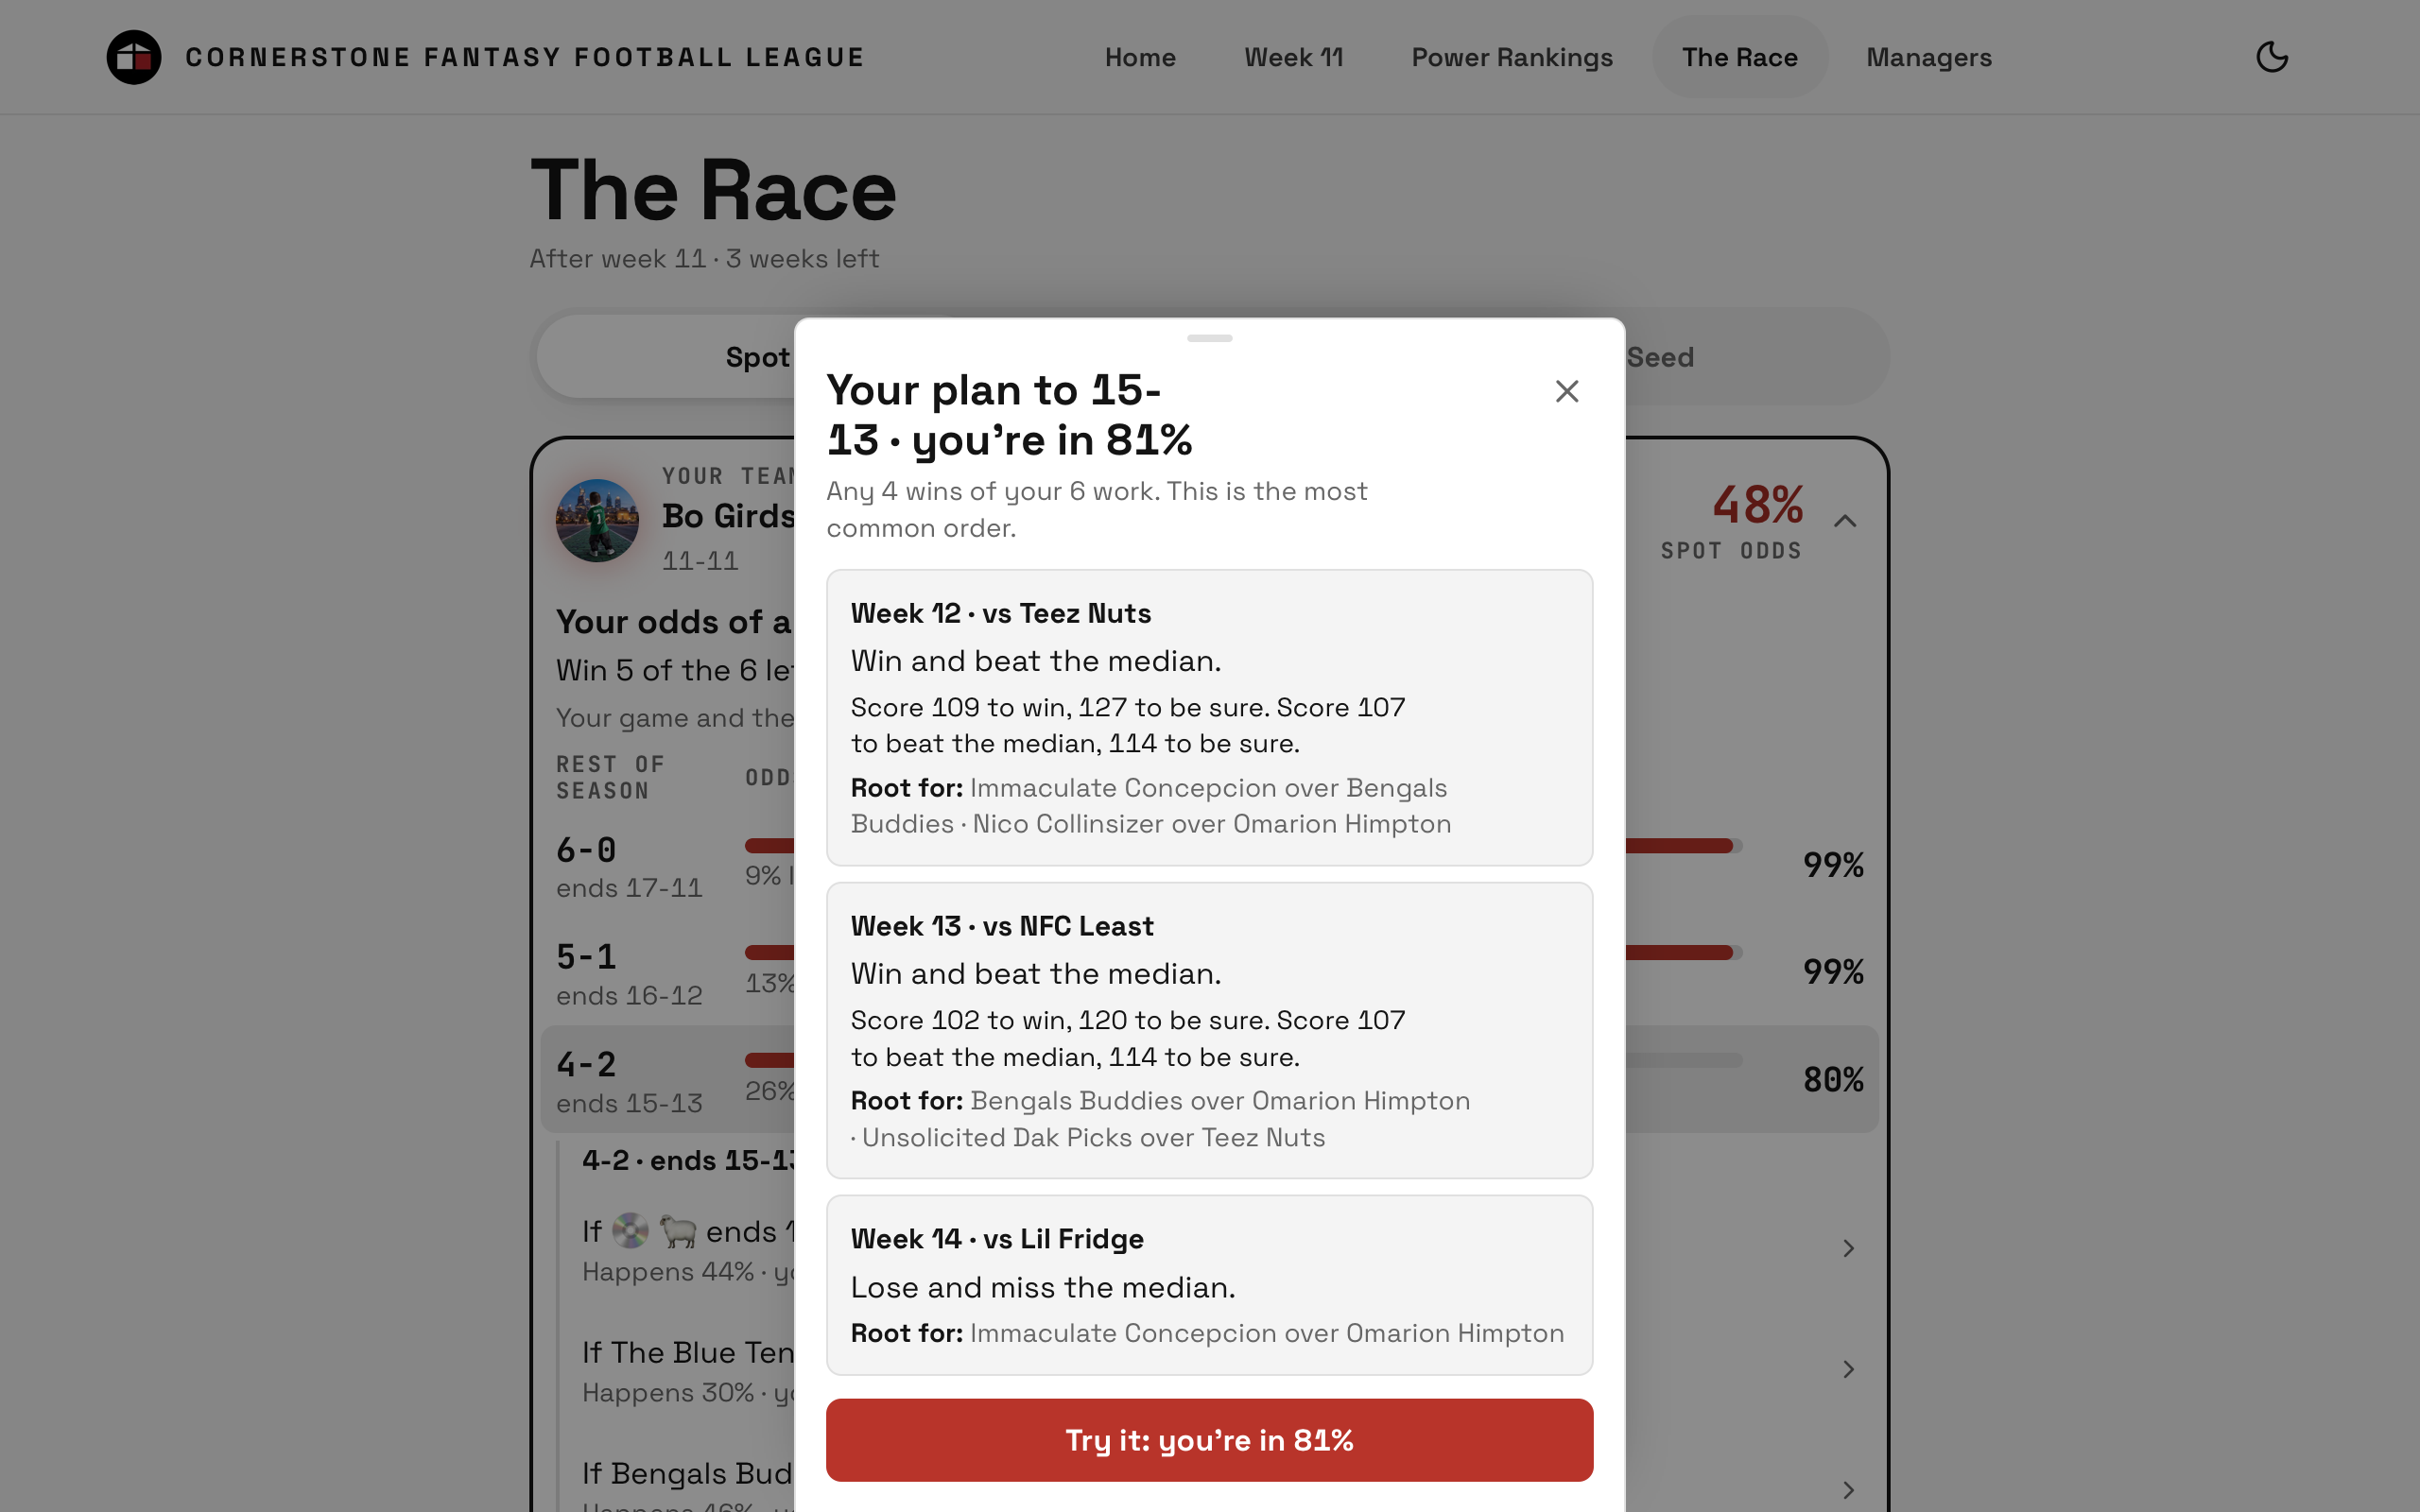 CORNERSTONE FANTASY FOOTBALL LEAGUE
Home
Week 11
Power Rankings
The Race
Managers
The Race
After week 11 · 3 weeks left
Spot
Seed
YOUR TEAM
Bo Girds
11-11
48%
SPOT ODDS
Your odds of a
Win 5 of the 6
Your game and the
REST OF
SEASON
6-0
ends 17-11
9%
99%
5-1
ends 16-12
13%
99%
4-2
ends 15-13
26%
80%
4-2 · ends 15-13
If 💿 🐑 ends
Happens 44% ·
If The Blue
Happens 30% ·
If Bengals
Your plan to 15-
13 · you're in 81%
Any 4 wins of your 6 work. This is the most
common order.
Week 12 · vs Teez Nuts
Win and beat the median.
Score 109 to win, 127 to be sure. Score 107
to beat the median, 114 to be sure.
Root for: Immaculate Concepcion over Bengals
Buddies · Nico Collinsizer over Omarion Himpton
Week 13 · vs NFC Least
Win and beat the median.
Score 102 to win, 120 to be sure. Score 107
to beat the median, 114 to be sure.
Root for: Bengals Buddies over Omarion Himpton
· Unsolicited Dak Picks over Teez Nuts
Week 14 · vs Lil Fridge
Lose and miss the median.
Root for: Immaculate Concepcion over Omarion Himpton
Try it: you're in 81%